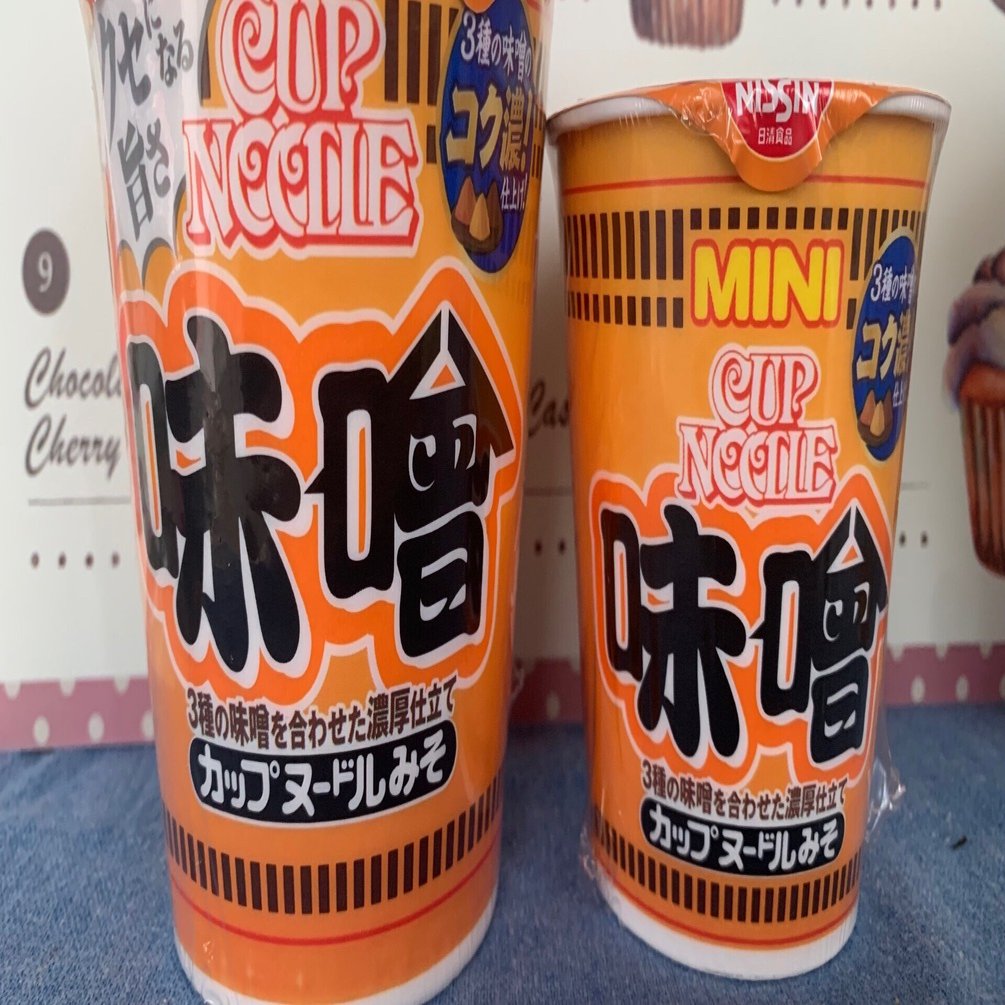 クセになる
旨さ
CUP
NOODLE
3種の味噌の
コク濃!
仕上げ!
味噌
3種の味噌を合わせた濃厚仕立て
カップヌードルみそ
NISSIN
日清食品
MINI
3種の味噌
コク濃
仕上
CUP
NOODLE
味噌
3種の味噌を合わせた濃厚仕立て
カップヌードルみそ
9
Chocol
Cherry
Cas